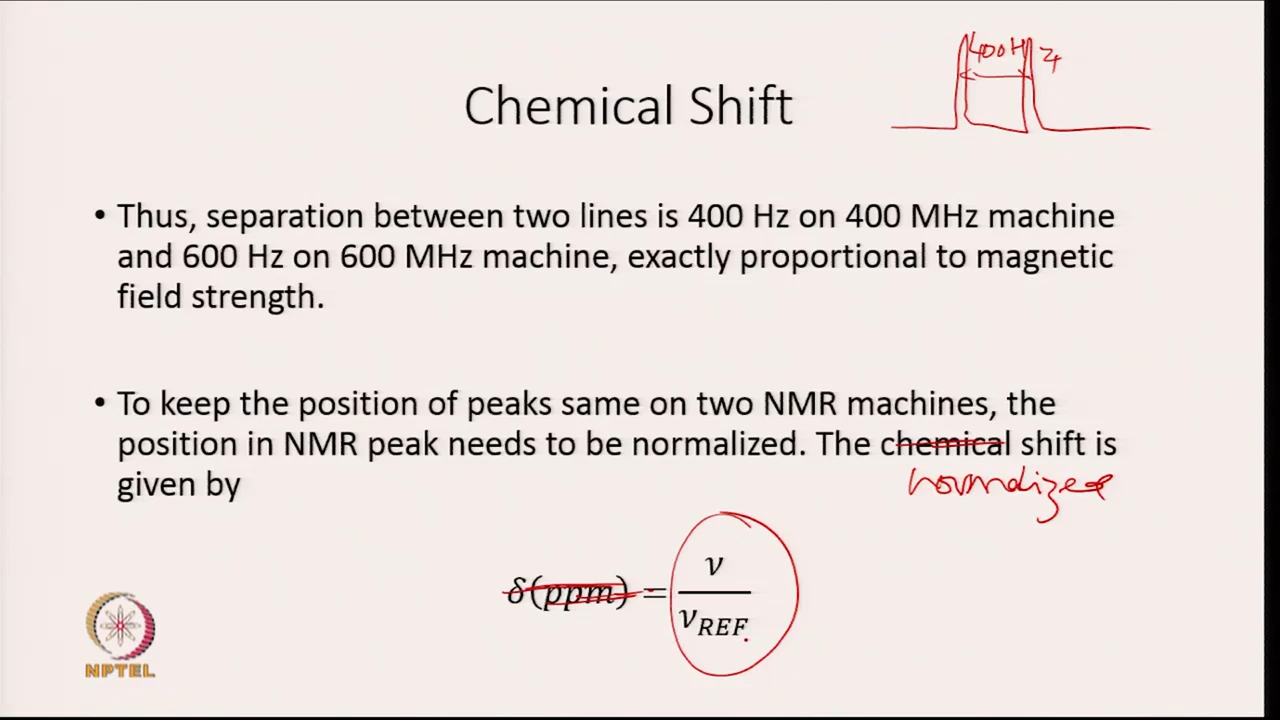 400Hz
Chemical Shift
• Thus, separation between two lines is 400 Hz on 400 MHz machine
and 600 Hz on 600 MHz machine, exactly proportional to magnetic
field strength.
• To keep the position of peaks same on two NMR machines, the
position in NMR peak needs to be normalized. The chemical shift is
given by
normalized
δ(ppm) = ν / ν_REF
NPTEL